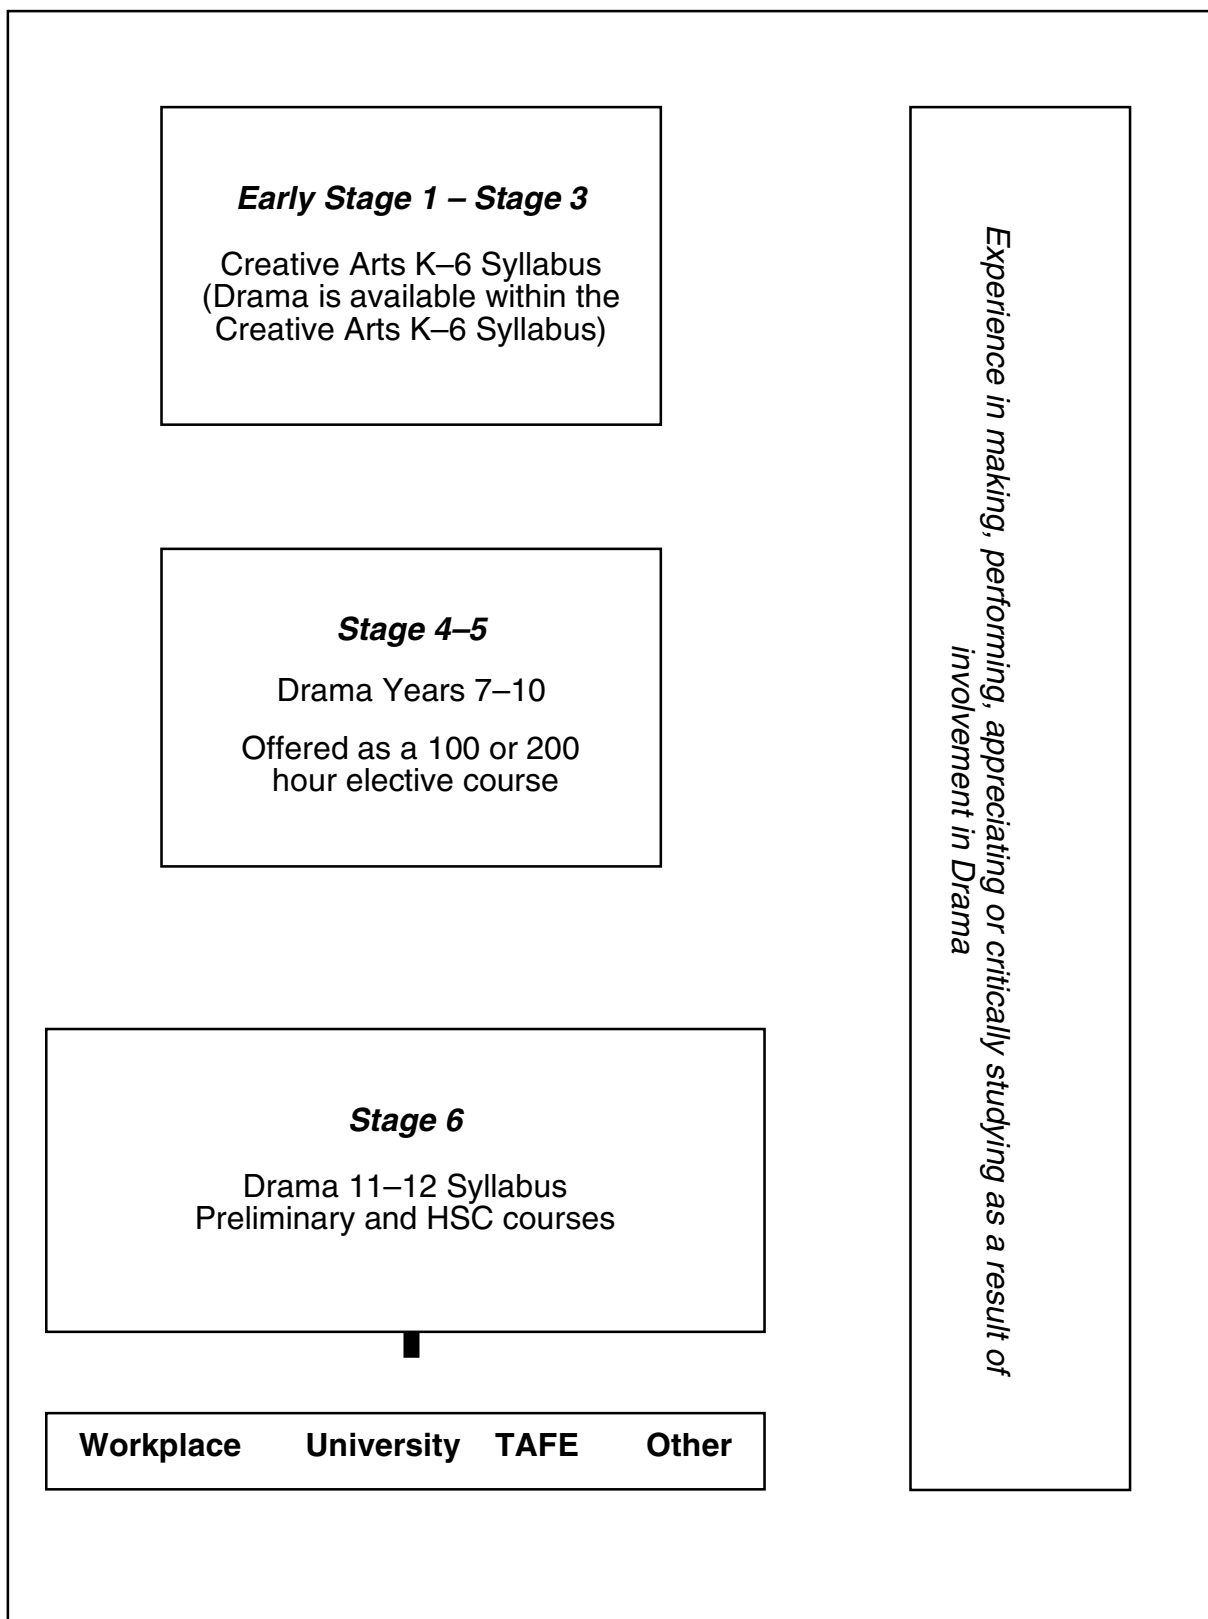 Early Stage 1 – Stage 3
Creative Arts K–6 Syllabus
(Drama is available within the
Creative Arts K–6 Syllabus)
Stage 4–5
Drama Years 7–10
Offered as a 100 or 200
hour elective course
Stage 6
Drama 11–12 Syllabus
Preliminary and HSC courses
Workplace University TAFE Other
Experience in making, performing, appreciating or critically studying as a result of
involvement in Drama